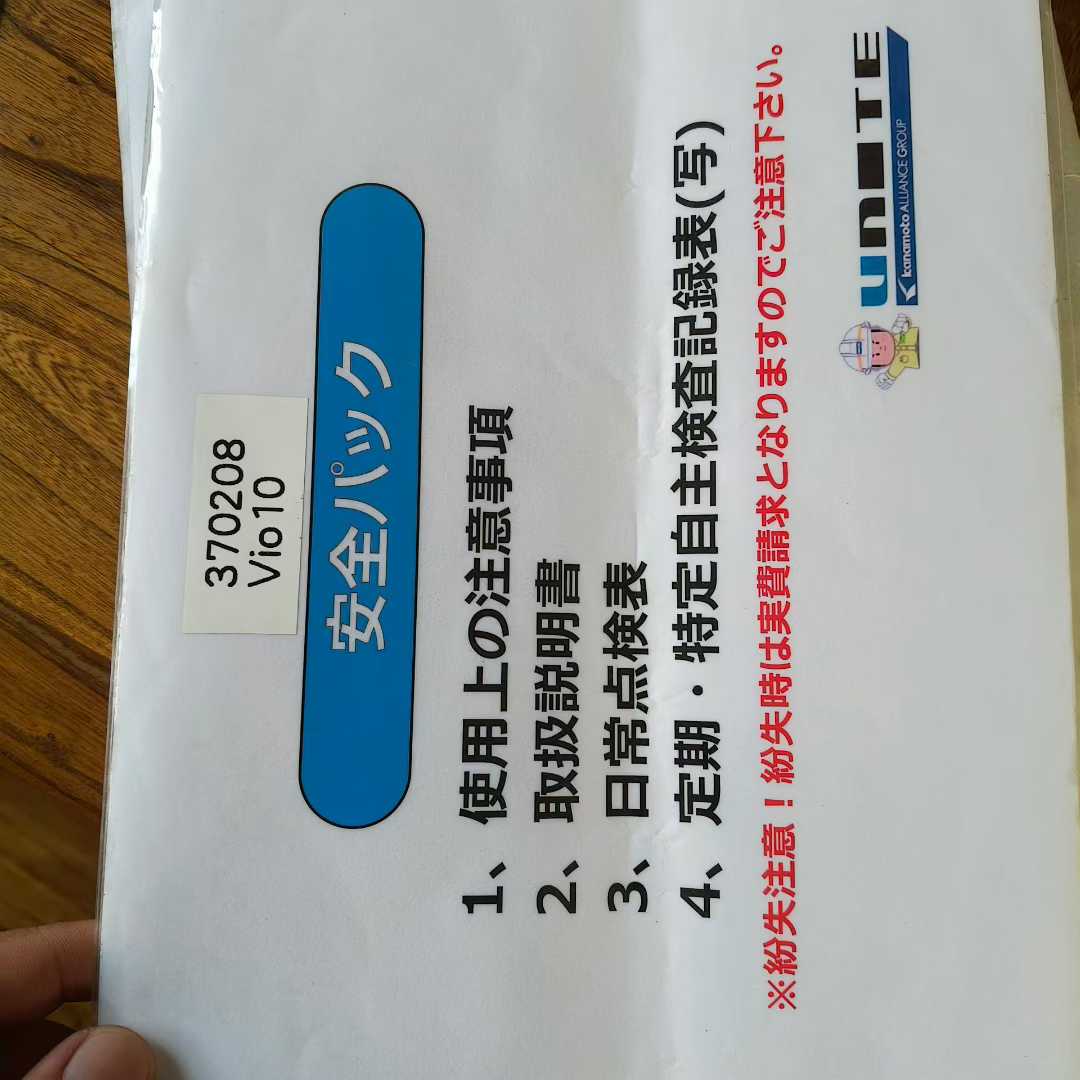 370208
Vio10
安全パック
1、使用上の注意事項
2、取扱説明書
3、日常点検表
4、定期・特定自主検査記録表(写)
※紛失注意！紛失時は実費請求となりますのでご注意下さい。
UNITE
kanamoto ALLIANCE GROUP